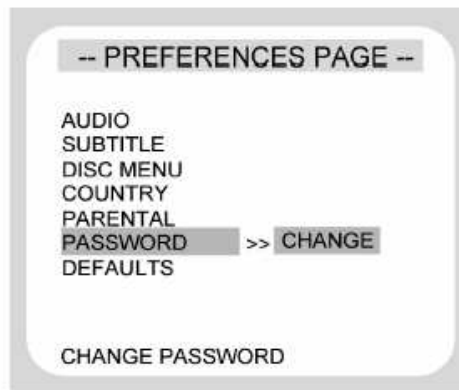 -- PREFERENCES PAGE --
AUDIO
SUBTITLE
DISC MENU
COUNTRY
PARENTAL
PASSWORD >> CHANGE
DEFAULTS
CHANGE PASSWORD